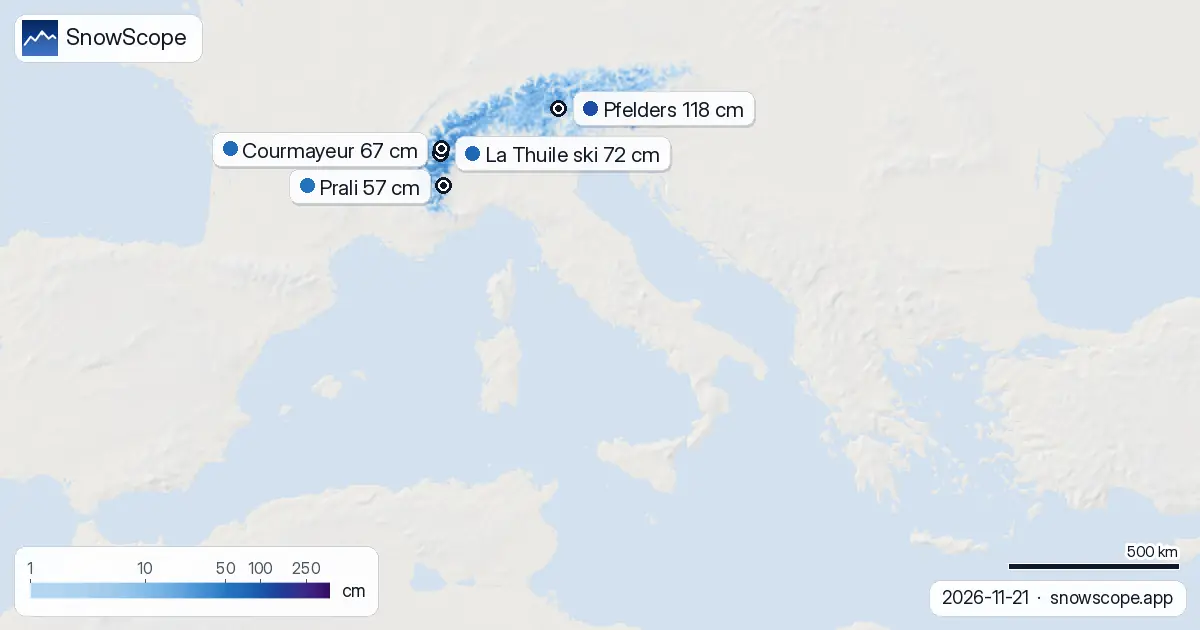 SnowScope
Pfelders 118 cm
Courmayeur 67 cm
La Thuile ski 72 cm
Prali 57 cm
1 10 50 100 250
cm
500 km
2026-11-21 · snowscope.app